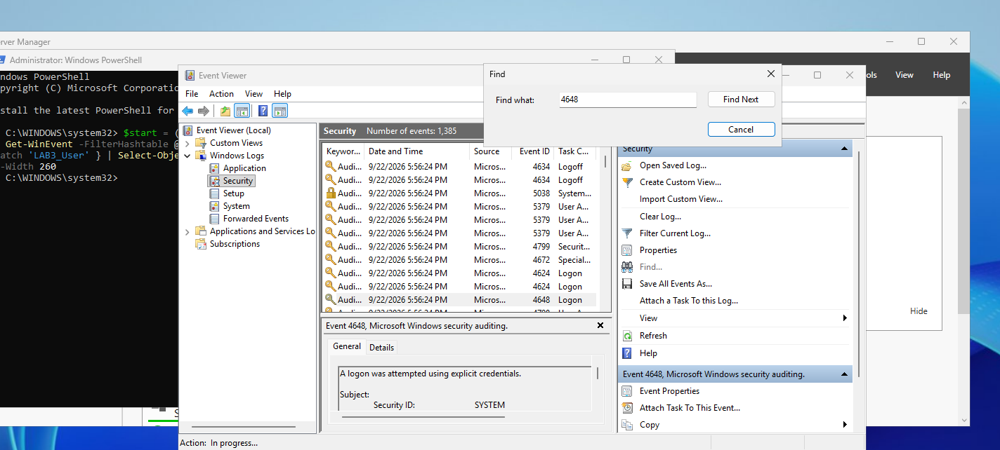 rver Manager
Administrator: Windows PowerShell
ndows PowerShell
pyright (C) Microsoft Corporatio
stall the latest PowerShell for
C:\WINDOWS\system32> $start = (
Get-WinEvent -FilterHashtable @
atch 'LAB3_User' } | Select-Obje
-Width 260
C:\WINDOWS\system32>
ols View Help
Hide
Event Viewer
File Action View Help
Event Viewer (Local)
Custom Views
Windows Logs
Application
Security
Setup
System
Forwarded Events
Applications and Services Lo
Subscriptions
Security Number of events: 1,385
Keywor... Date and Time Source Event ID Task C...
Audi... 9/22/2026 5:56:24 PM Micros... 4634 Logoff
Audi... 9/22/2026 5:56:24 PM Micros... 4634 Logoff
Audi... 9/22/2026 5:56:24 PM Micros... 5038 System...
Audi... 9/22/2026 5:56:24 PM Micros... 5379 User A...
Audi... 9/22/2026 5:56:24 PM Micros... 5379 User A...
Audi... 9/22/2026 5:56:24 PM Micros... 5379 User A...
Audi... 9/22/2026 5:56:24 PM Micros... 4799 Securit...
Audi... 9/22/2026 5:56:24 PM Micros... 4672 Special...
Audi... 9/22/2026 5:56:24 PM Micros... 4624 Logon
Audi... 9/22/2026 5:56:24 PM Micros... 4624 Logon
Audi... 9/22/2026 5:56:24 PM Micros... 4648 Logon
Event 4648, Microsoft Windows security auditing.
General Details
A logon was attempted using explicit credentials.
Subject:
Security ID: SYSTEM
Find
Find what: 4648 Find Next
Cancel
Security
Open Saved Log...
Create Custom View...
Import Custom View...
Clear Log...
Filter Current Log...
Properties
Find...
Save All Events As...
Attach a Task To this Log...
View
Refresh
Help
Event 4648, Microsoft Windows security auditing.
Event Properties
Attach Task To This Event...
Copy
Action: In progress...